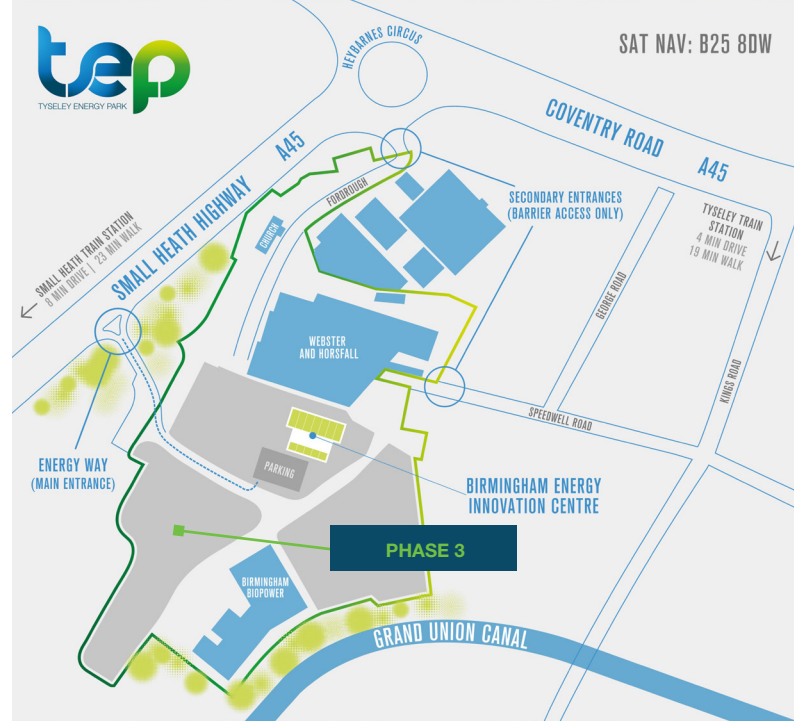 tep
TYSELEY ENERGY PARK
HEYBARNES CIRCUS
SAT NAV: B25 8DW
COVENTRY ROAD A45
A45
SMALL HEATH HIGHWAY
FORDROUGH
SECONDARY ENTRANCES
(BARRIER ACCESS ONLY)
TYSELEY TRAIN
STATION
4 MIN DRIVE
19 MIN WALK
SMALL HEATH TRAIN STATION
8 MIN DRIVE | 23 MIN WALK
CHURCH
GEORGE ROAD
WEBSTER
AND HORSFALL
KINGS ROAD
SPEEDWELL ROAD
ENERGY WAY
(MAIN ENTRANCE)
PARKING
BIRMINGHAM ENERGY
INNOVATION CENTRE
PHASE 3
BIRMINGHAM
BIOPOWER
GRAND UNION CANAL